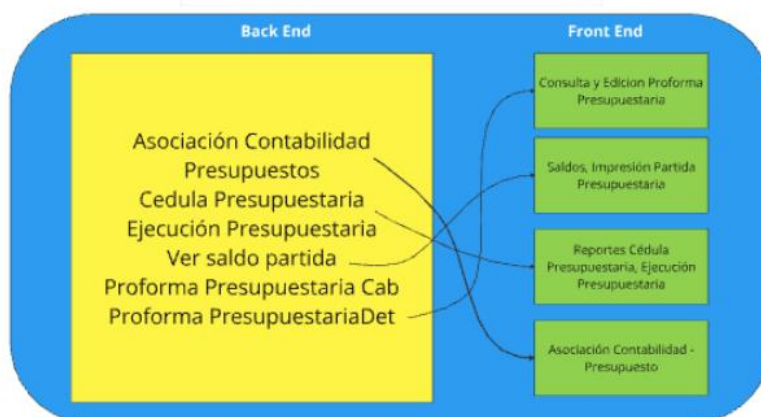 Back End
Asociación Contabilidad
Presupuestos
Cedula Presupuestaria
Ejecución Presupuestaria
Ver saldo partida
Proforma Presupuestaria Cab
Proforma PresupuestariaDet
Front End
Consulta y Edicion Proforma
Presupuestaria
Saldos, Impresión Partida
Presupuestaria
Reportes Cédula
Presupuestaria, Ejecución
Presupuestaria
Asociación Contabilidad -
Presupuesto